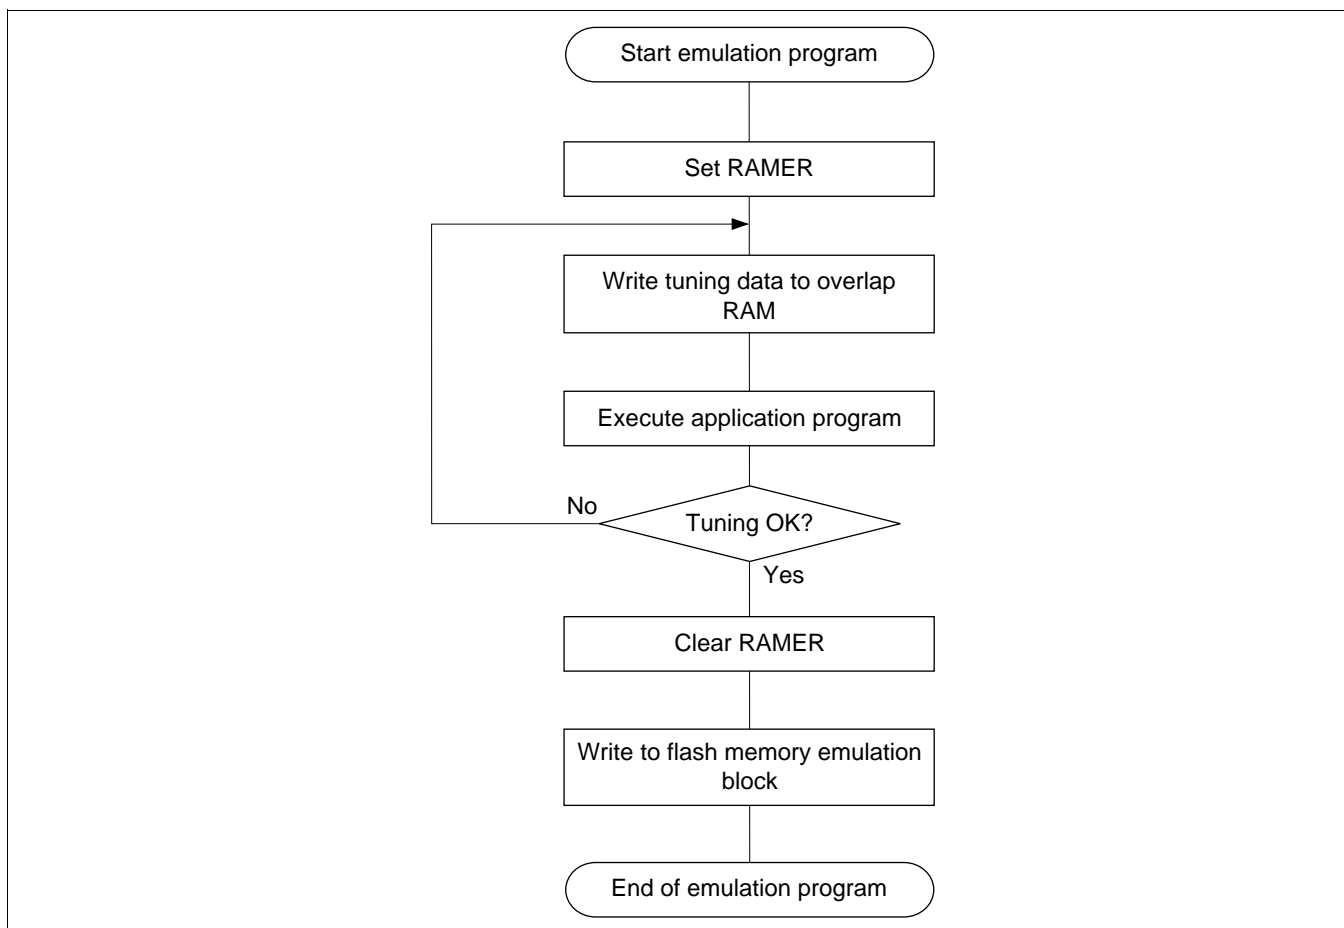 Start emulation program
Set RAMER
Write tuning data to overlap
RAM
Execute application program
No
Tuning OK?
Yes
Clear RAMER
Write to flash memory emulation
block
End of emulation program